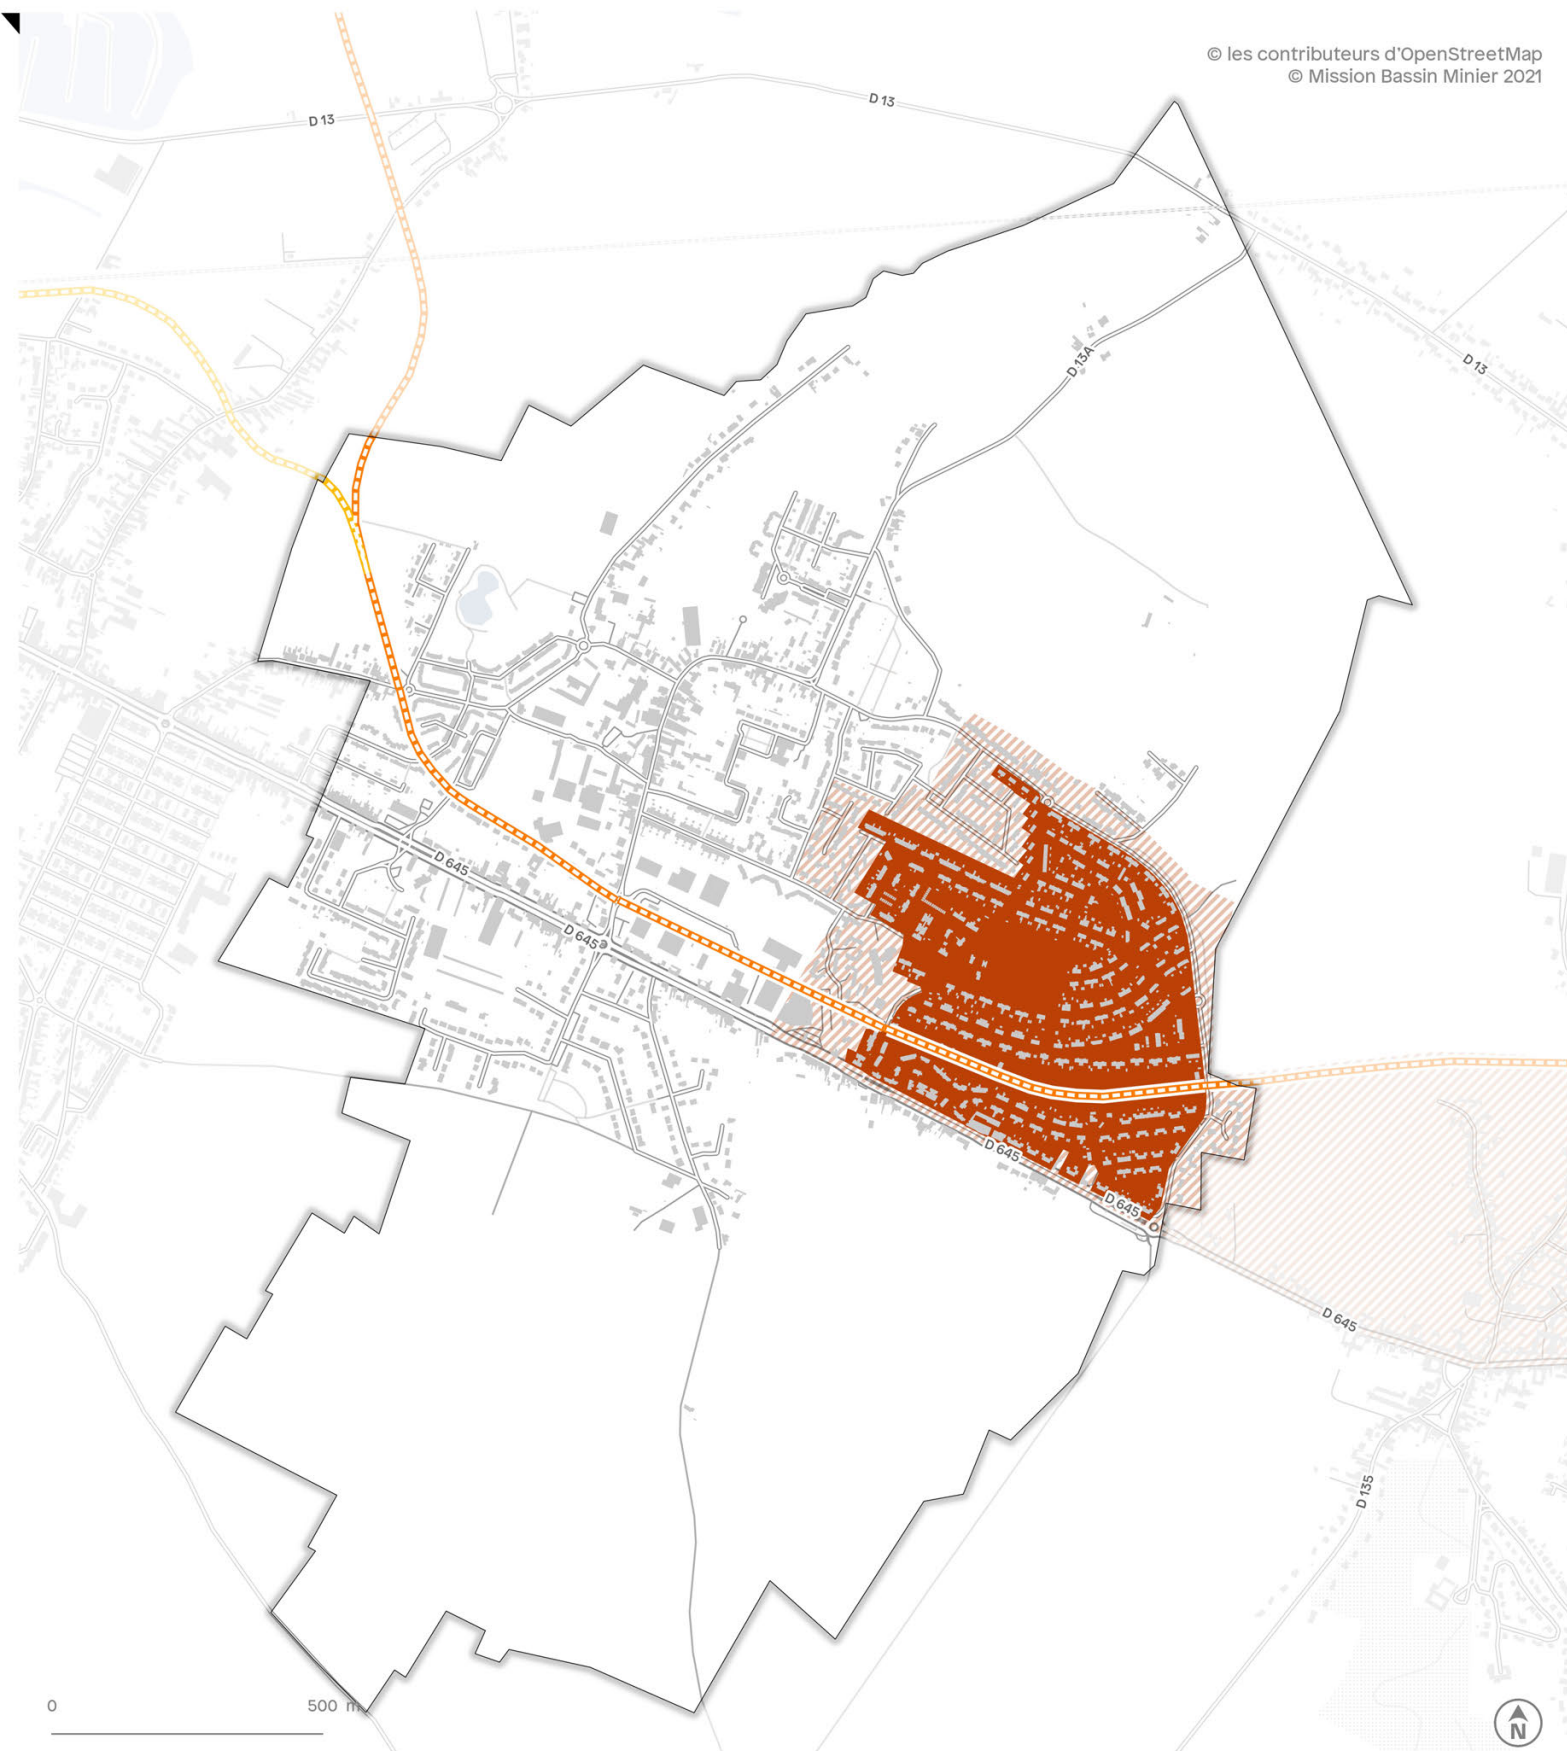 © les contributeurs d'OpenStreetMap
© Mission Bassin Minier 2021
D 13
D 13
D 13
D 13A
D 645
D 645
D 645
D 645
D 645
D 135
0 500 m
N